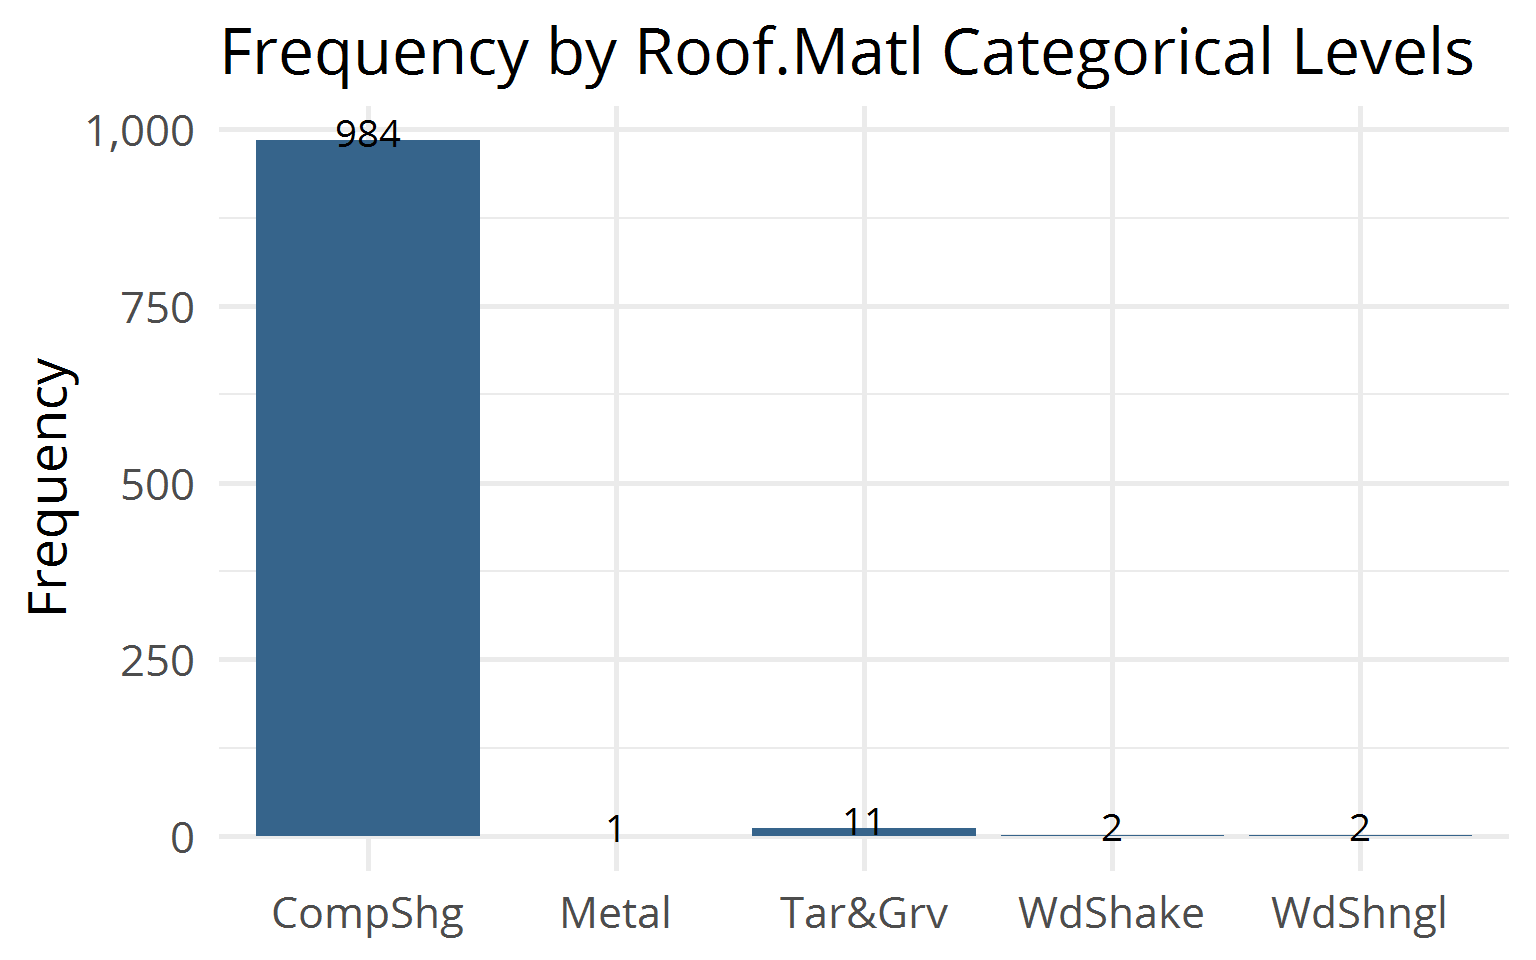 Frequency by Roof.Matl Categorical Levels
1,000
750
500
250
0
Frequency
984
1
11
2
2
CompShg
Metal
Tar&Grv
WdShake
WdShngl